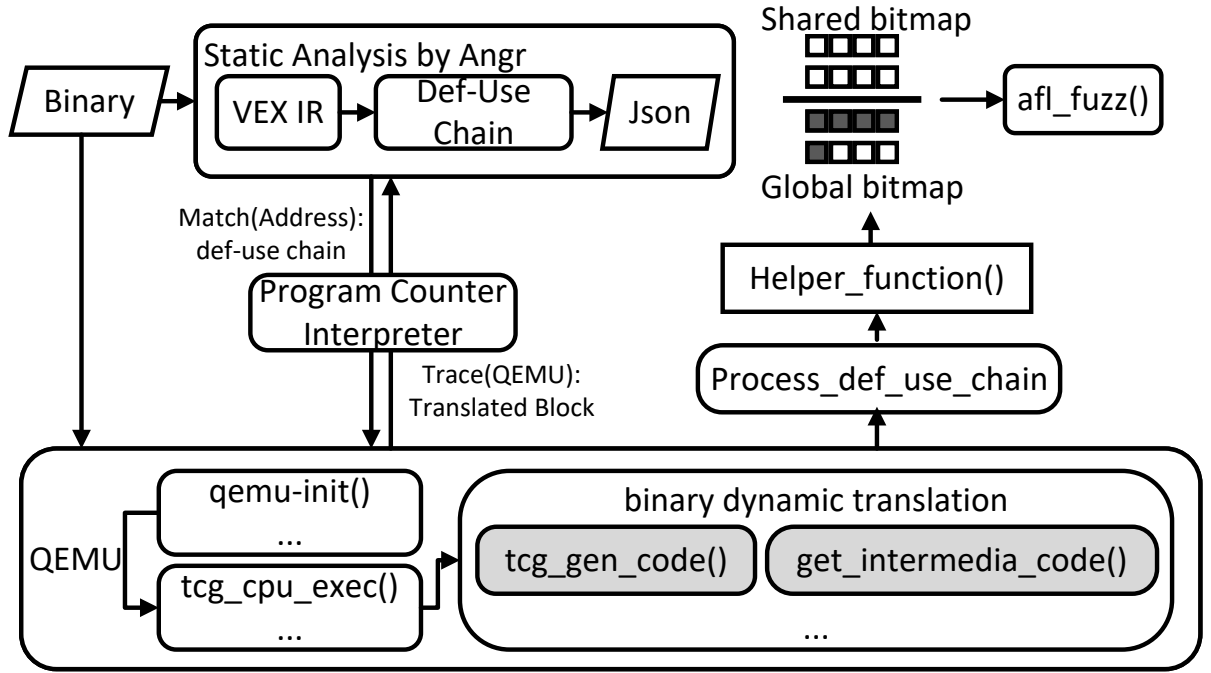 Static Analysis by Angr
Binary
VEX IR
Def-Use
Chain
Json
Shared bitmap
Global bitmap
afl_fuzz()
Match(Address):
def-use chain
Program Counter
Interpreter
Trace(QEMU):
Translated Block
Helper_function()
Process_def_use_chain
QEMU
qemu-init()
...
tcg_cpu_exec()
...
binary dynamic translation
tcg_gen_code()
get_intermedia_code()
...